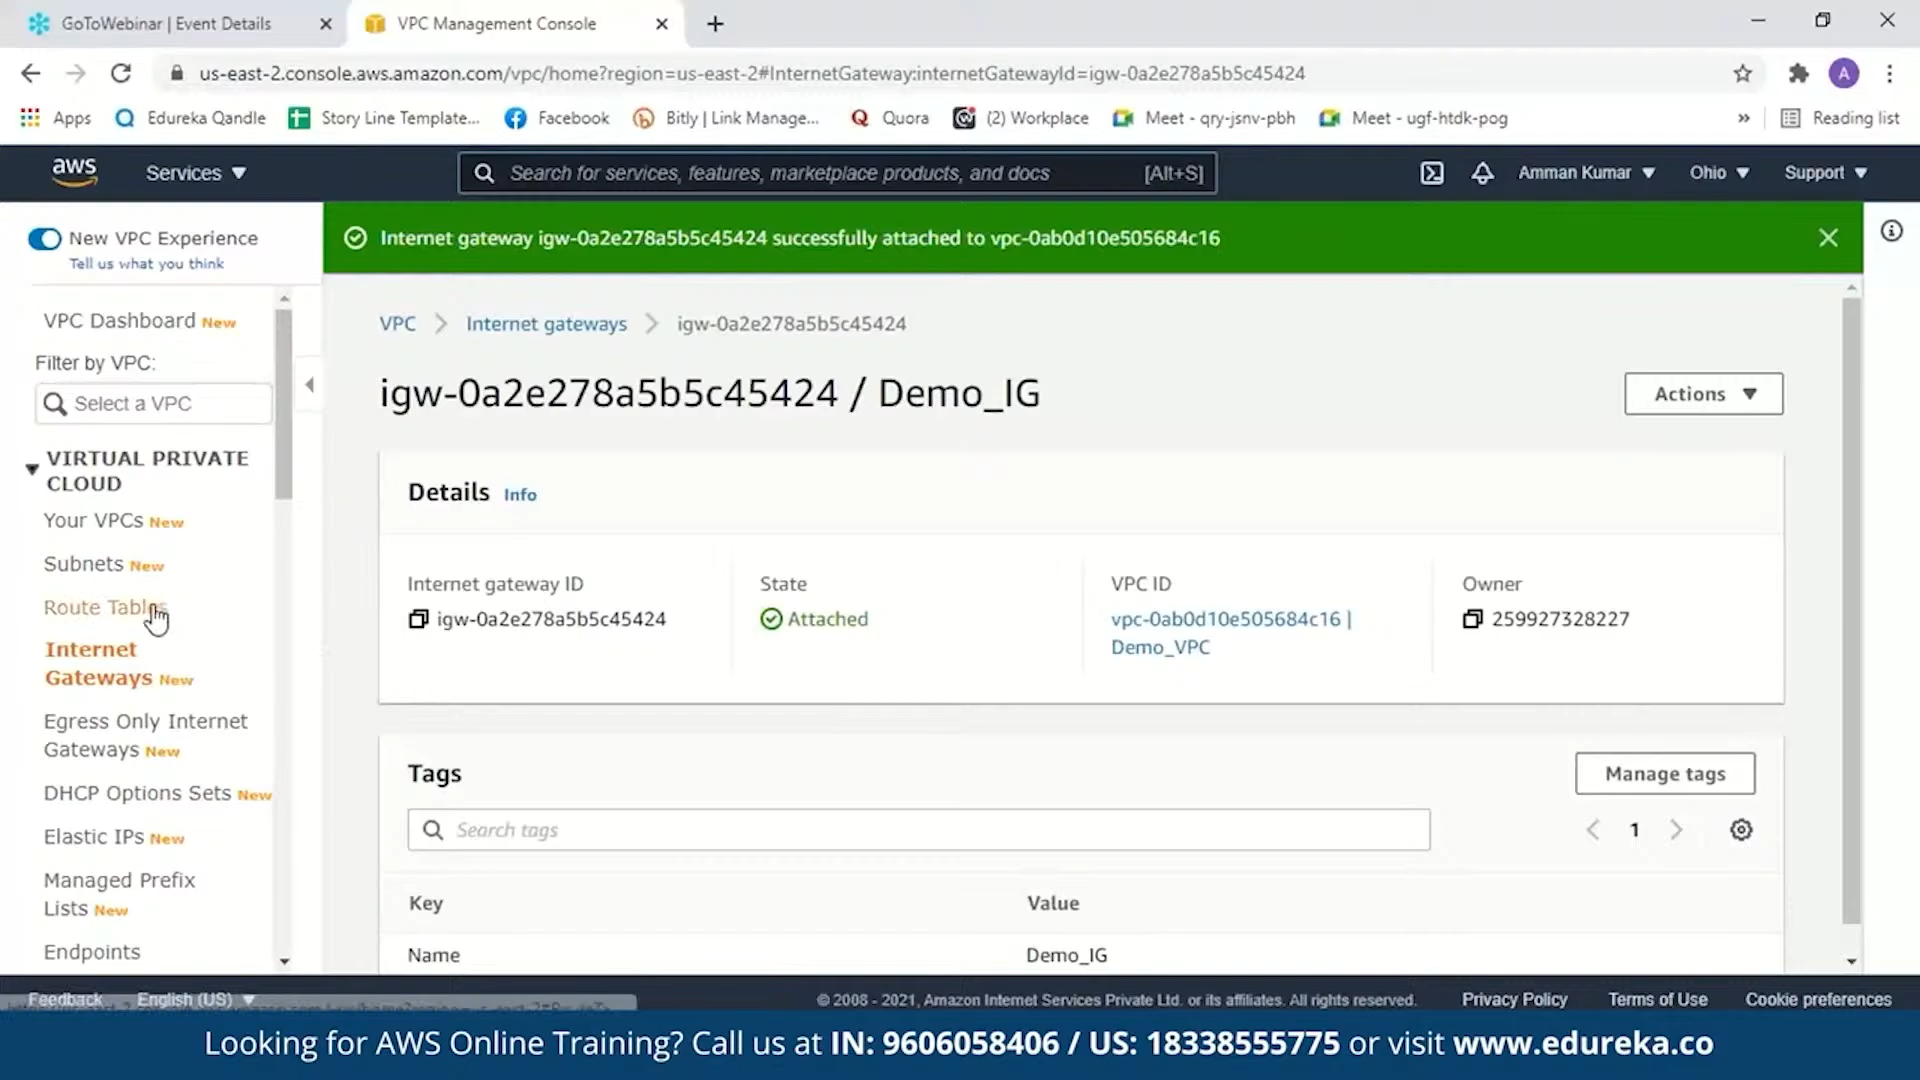 GoToWebinar | Event Details
VPC Management Console
us-east-2.console.aws.amazon.com/vpc/home?region=us-east-2#InternetGateway:internetGatewayId=igw-0a2e278a5b5c45424
A
Apps
Edureka Qandle
Story Line Template...
Facebook
Bitly | Link Manage...
Quora
(2) Workplace
Meet - qry-jsnv-pbh
Meet - ugf-htdk-pog
»
Reading list
aws
Services
Search for services, features, marketplace products, and docs
[Alt+S]
Amman Kumar
Ohio
Support
New VPC Experience
Tell us what you think
Internet gateway igw-0a2e278a5b5c45424 successfully attached to vpc-0ab0d10e505684c16
VPC Dashboard New
Filter by VPC:
Select a VPC
VIRTUAL PRIVATE
CLOUD
Your VPCs New
Subnets New
Route Tables
Internet
Gateways New
Egress Only Internet
Gateways New
DHCP Options Sets New
Elastic IPs New
Managed Prefix
Lists New
Endpoints
VPC > Internet gateways > igw-0a2e278a5b5c45424
igw-0a2e278a5b5c45424 / Demo_IG
Actions
Details Info
Internet gateway ID
igw-0a2e278a5b5c45424
State
Attached
VPC ID
vpc-0ab0d10e505684c16 |
Demo_VPC
Owner
259927328227
Tags
Manage tags
Search tags
1
Key
Value
Name
Demo_IG
Feedback
English (US)
© 2008 - 2021, Amazon Internet Services Private Ltd. or its affiliates. All rights reserved.
Privacy Policy
Terms of Use
Cookie preferences
Looking for AWS Online Training? Call us at IN: 9606058406 / US: 18338555775 or visit www.edureka.co